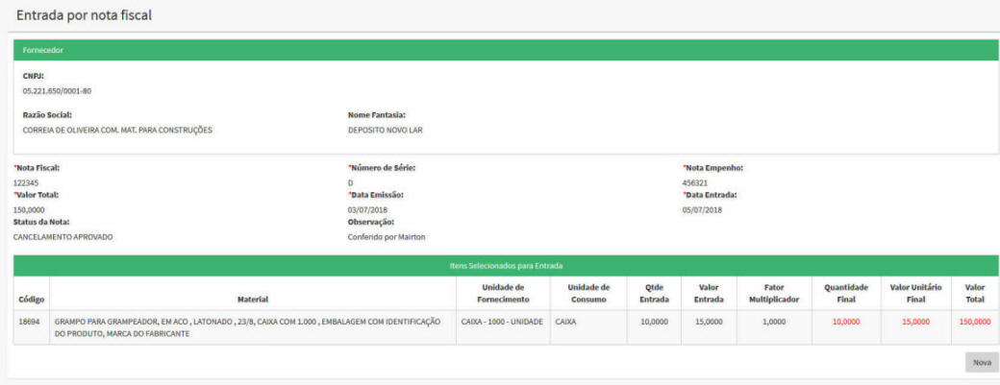 Entrada por nota fiscal
Fornecedor
CNPJ:
05.221.650/0001-80
Razão Social:
Nome Fantasia:
CORREIA DE OLIVEIRA COM. MAT. PARA CONSTRUÇÕES
DEPOSITO NOVO LAR
*Nota Fiscal:
*Número de Série:
*Nota Empenho:
122345
D
456321
*Valor Total:
*Data Emissão:
*Data Entrada:
150,0000
03/07/2018
05/07/2018
Status da Nota:
Observação:
CANCELAMENTO APROVADO
Conferido por Mairton
Itens Selecionados para Entrada
Código
Material
Unidade de
Fornecimento
Unidade de
Consumo
Qtde
Entrada
Valor
Entrada
Fator
Multiplicador
Quantidade
Final
Valor Unitário
Final
Valor
Total
18694
GRAMPO PARA GRAMPEADOR, EM ACO , LATONADO , 23/8, CAIXA COM 1.000 , EMBALAGEM COM IDENTIFICAÇÃO
DO PRODUTO, MARCA DO FABRICANTE
CAIXA - 1000 - UNIDADE
CAIXA
10,0000
15,0000
1,0000
10,0000
15,0000
150,0000
Nova